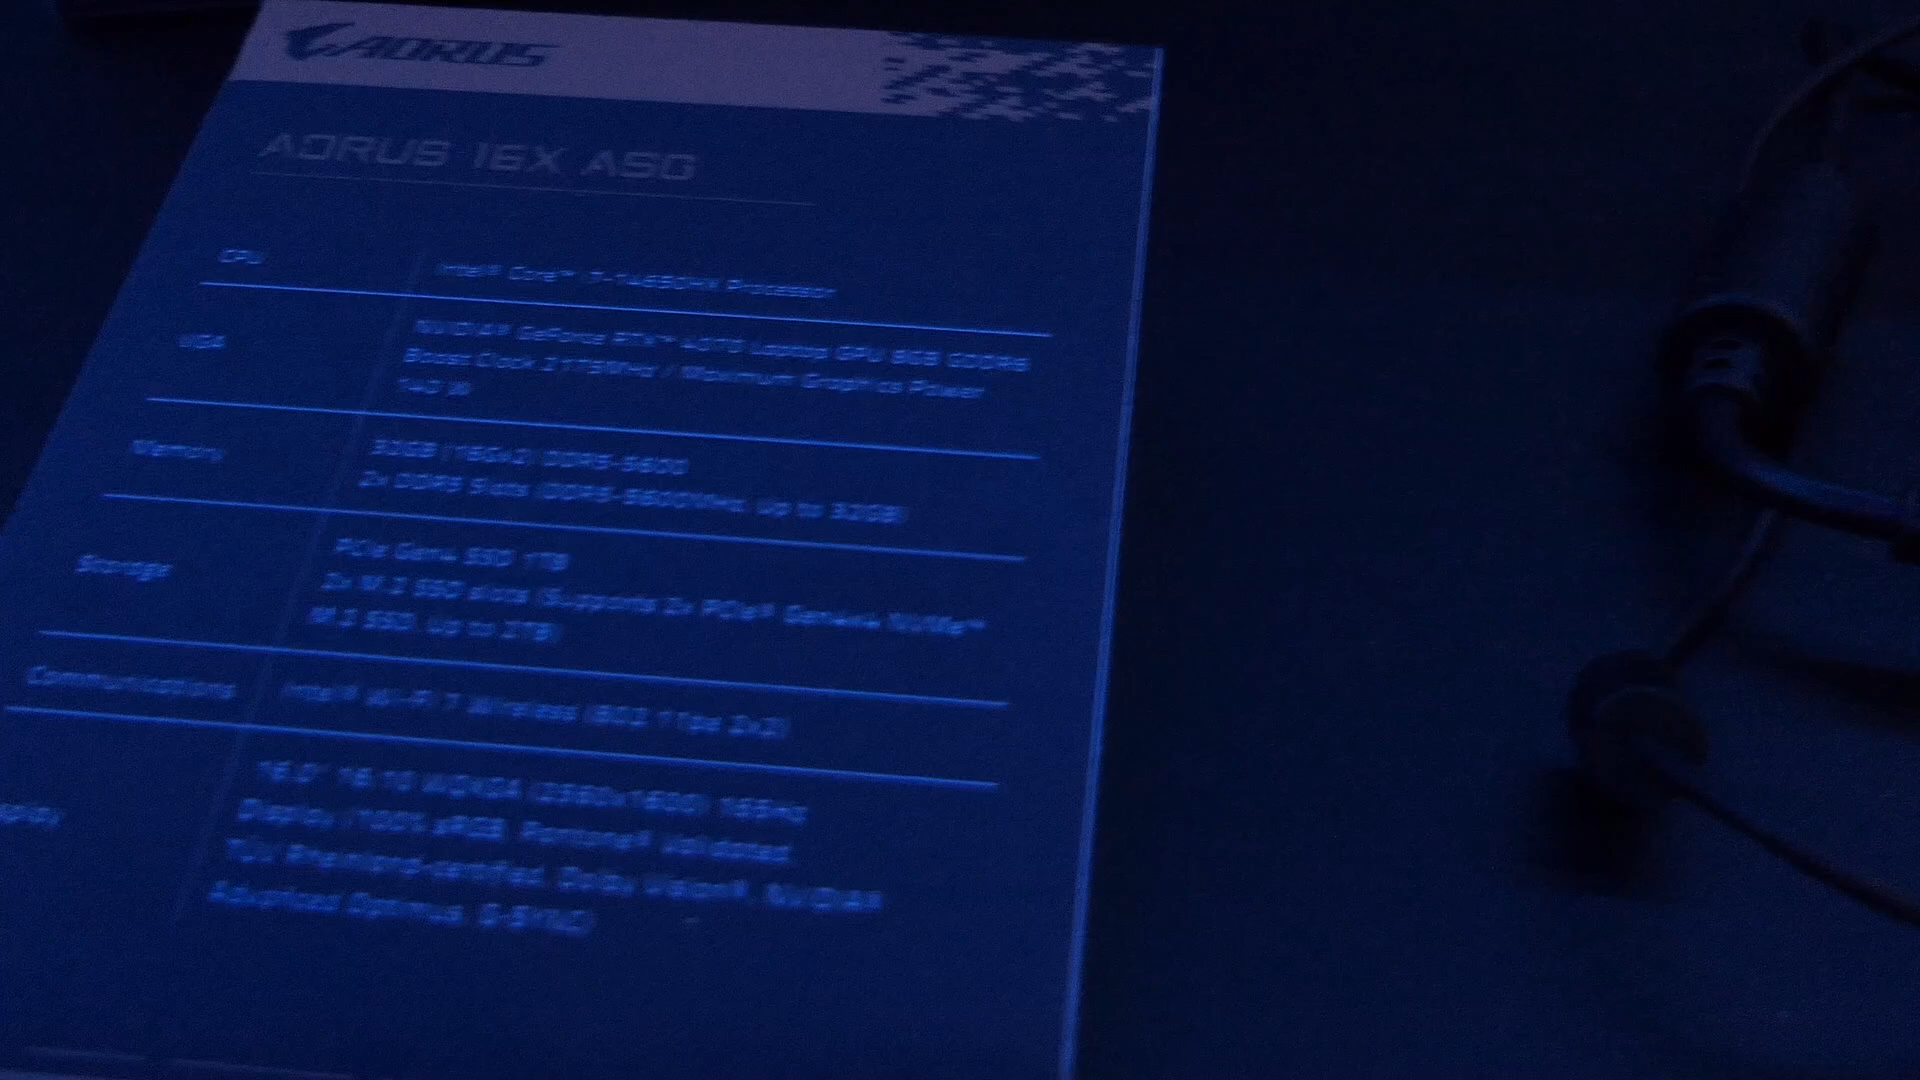 AORUS
AORUS 16X ASG
CPU
Intel® Core™ i7-14650HX Processor
VGA
NVIDIA® GeForce RTX™ 4070 Laptop GPU 8GB GDDR6
Boost Clock 2175MHz / Maximum Graphics Power
140 W
Memory
32GB (16Gx2) DDR5-5600
2x DDR5 Slots (DDR5-5600MHz, Up to 32GB)
Storage
PCIe Gen4 SSD 1TB
2x M.2 SSD slots (Supports 2x PCIe® Gen4x4 NVMe™
M.2 SSD, Up to 2TB)
Communications
Intel® Wi-Fi 7 Wireless (802.11be 2x2)
16.0" 16:10 WQXGA (2560x1600) 165Hz
Display (100% sRGB, Pantone® Validated,
TÜV Rheinland-certified, Dolby Vision®, NVIDIA®
Advanced Optimus, G-SYNC)